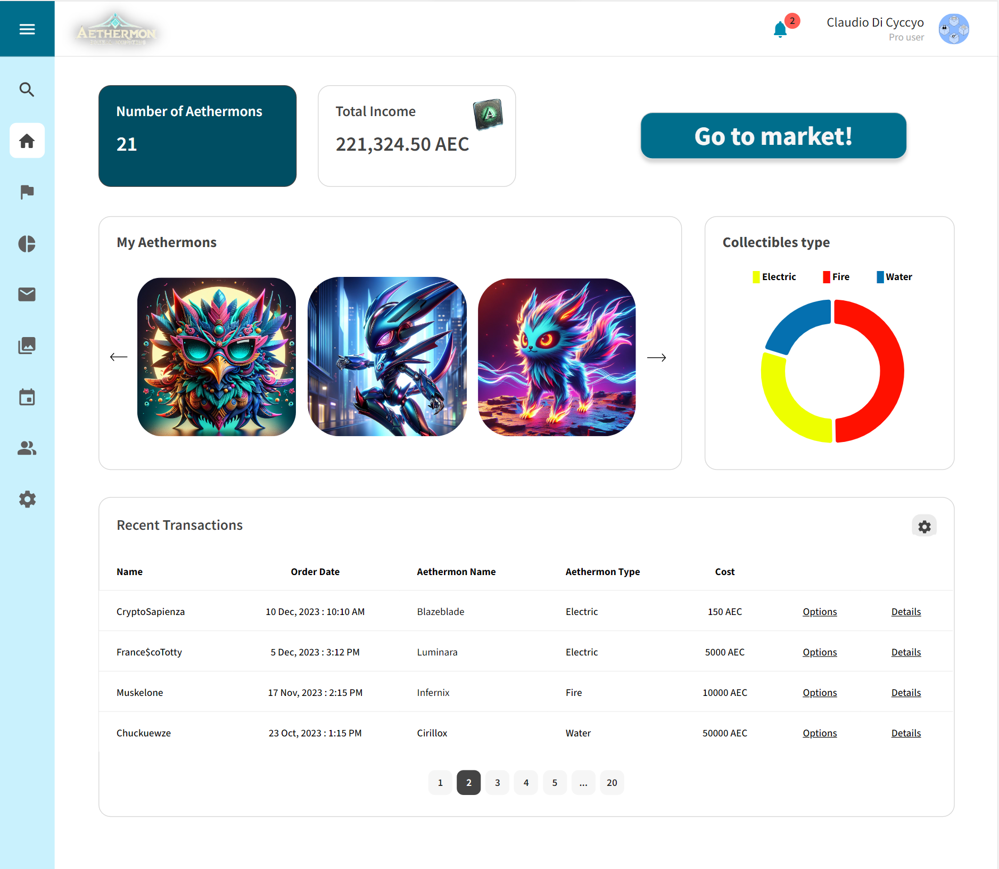 AETHERMON
2
Claudio Di Cyccyo
Pro user
Number of Aethermons
21
Total Income
221,324.50 AEC
Go to market!
My Aethermons
Collectibles type
Electric Fire Water
Recent Transactions
Name Order Date Aethermon Name Aethermon Type Cost
CryptoSapienza 10 Dec, 2023 : 10:10 AM Blazeblade Electric 150 AEC Options Details
France$coTotty 5 Dec, 2023 : 3:12 PM Luminara Electric 5000 AEC Options Details
Muskelone 17 Nov, 2023 : 2:15 PM Infernix Fire 10000 AEC Options Details
Chuckuewze 23 Oct, 2023 : 1:15 PM Cirillox Water 50000 AEC Options Details
1 2 3 4 5 ... 20